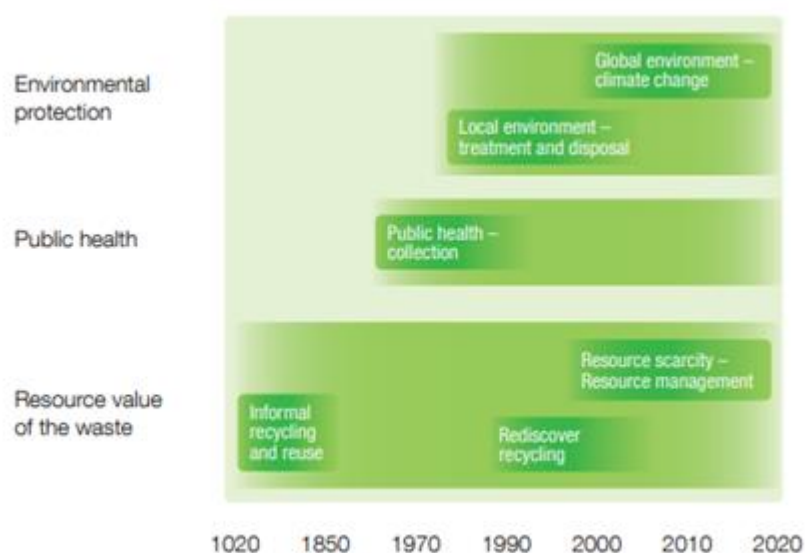 Environmental
protection
Global environment –
climate change
Local environment –
treatment and disposal
Public health
Public health –
collection
Resource value
of the waste
Resource scarcity –
Resource management
Informal
recycling
and reuse
Rediscover
recycling
1020 1850 1970 1990 2000 2010 2020